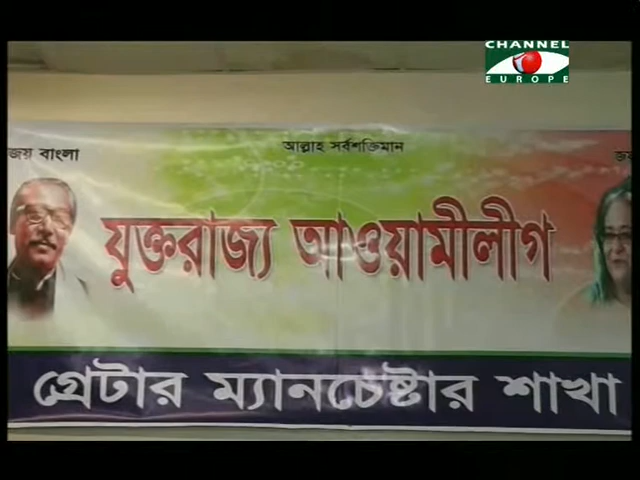 CHANNEL
EUROPE
আল্লাহ সর্বশক্তিমান
জয় বাংলা
যুক্তরাজ্য আওয়ামীলীগ
গ্রেটার ম্যানচেষ্টার শাখা